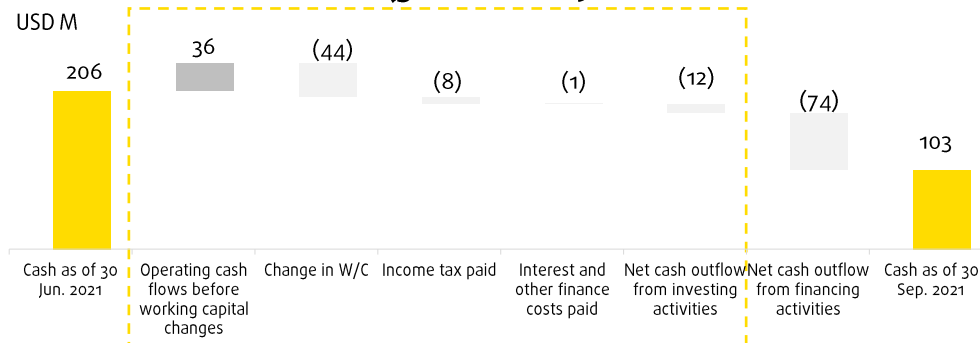 USD M
206
36
(44)
(8)
(1)
(12)
(74)
103
Cash as of 30
Jun. 2021
Operating cash
flows before
working capital
changes
Change in W/C
Income tax paid
Interest and
other finance
costs paid
Net cash outflow
from investing
activities
Net cash outflow
from financing
activities
Cash as of 30
Sep. 2021